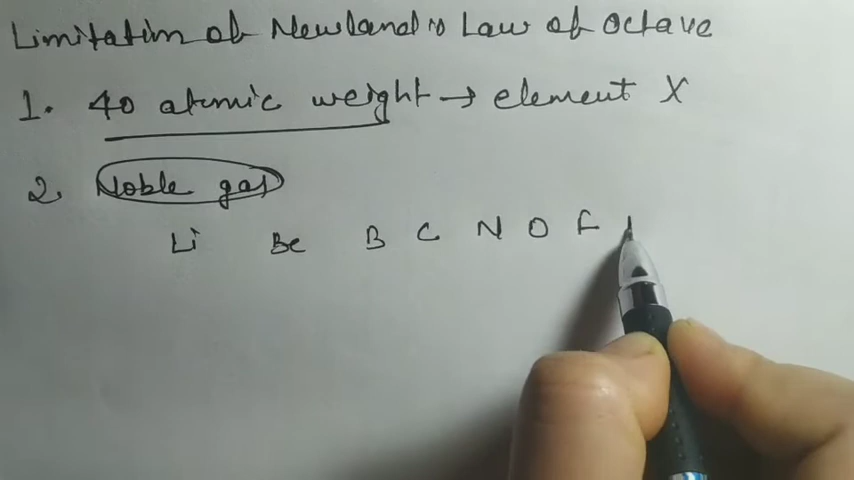 Limitation of Newland's Law of Octave
1. 40 atomic weight → element X
2. Noble gas
Li Be B C N O F